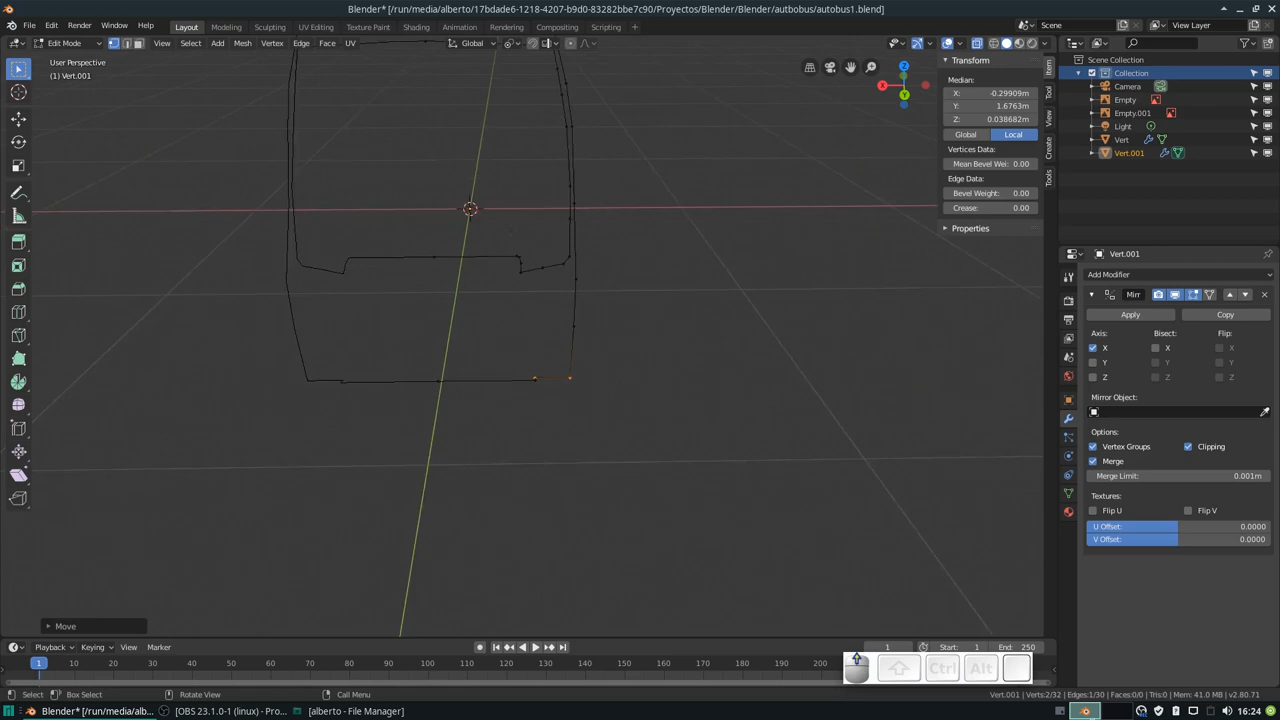 Blender* [/run/media/alberto/17bdade6-1218-4207-b9d0-83282bbe7c90/Proyectos/Blender/autbobus/autobus1.blend]
File Edit Render Window Help Layout Modeling Sculpting UV Editing Texture Paint Shading Animation Rendering Compositing Scripting + Scene View Layer
Edit Mode View Select Add Mesh Vertex Edge Face UV Global
User Perspective
(1) Vert.001
Transform
Median:
X: -0.29909m
Y: 1.6763m
Z: 0.038682m
Global Local
Vertices Data:
Mean Bevel Wei: 0.00
Edge Data:
Bevel Weight: 0.00
Crease: 0.00
Properties
Item
Tool
View
Create
Tools
X
Z
Y
Scene Collection
Collection
Camera
Empty
Empty.001
Light
Vert
Vert.001
Vert.001
Add Modifier
Mirr
Apply Copy
Axis: Bisect: Flip:
X X X
Y Y Y
Z Z Z
Mirror Object:
Options:
Vertex Groups Clipping
Merge
Merge Limit: 0.001m
Textures:
Flip U Flip V
U Offset: 0.0000
V Offset: 0.0000
Move
Playback Keying View Marker 1 Start: 1 End: 250
1 10 20 30 40 50 60 70 80 90 100 110 120 130 140 150 160 170 180 190 200
Ctrl Alt
Select Box Select Rotate View Call Menu Vert.001 | Verts:2/32 | Edges:1/30 | Faces:0/0 | Tris:0 | Mem: 41.0 MB | v2.80.71
Blender* [/run/media/alb... [OBS 23.1.0-1 (linux) - Pro... [alberto - File Manager] 16:24